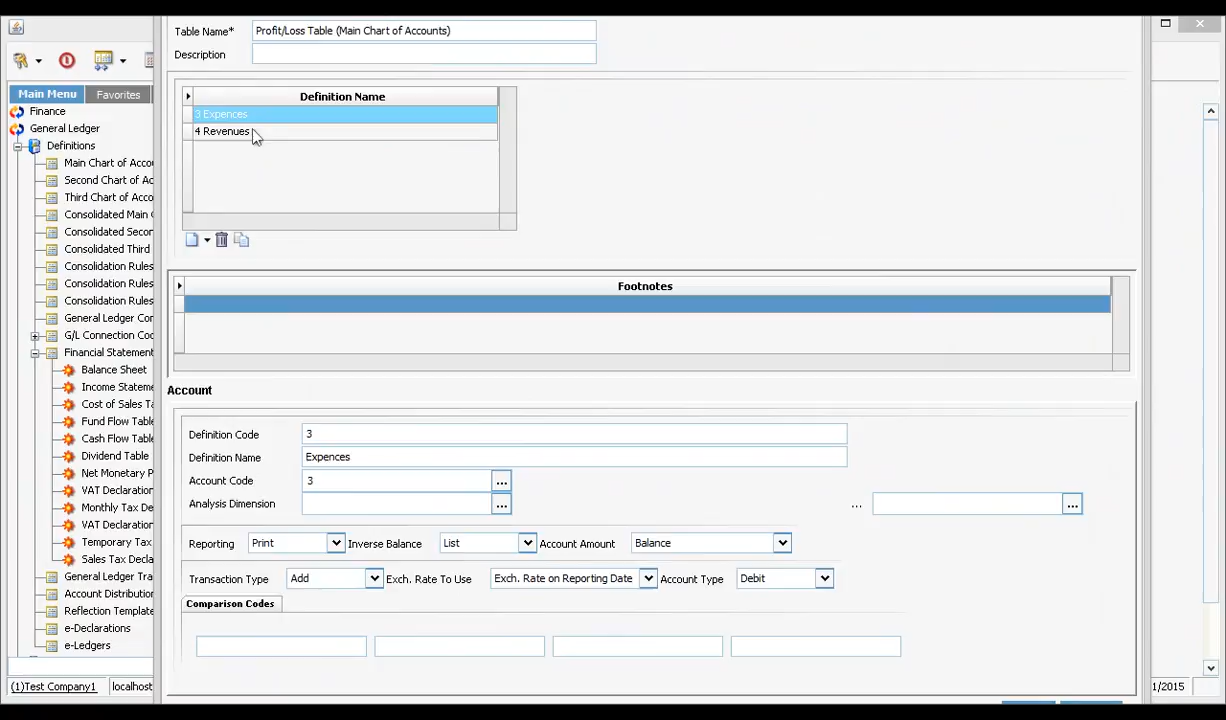 Table Name*
Profit/Loss Table (Main Chart of Accounts)
Description
Main Menu
Favorites
Definition Name
3 Expences
4 Revenues
Finance
General Ledger
Definitions
Main Chart of Accou
Second Chart of Ac
Third Chart of Acco
Consolidated Main C
Consolidated Secon
Consolidated Third
Consolidation Rules
Consolidation Rules
Consolidation Rules
General Ledger Con
G/L Connection Cod
Financial Statement
Balance Sheet
Income Stateme
Cost of Sales Ta
Fund Flow Table
Cash Flow Table
Dividend Table
Net Monetary P
VAT Declaration
Monthly Tax De
VAT Declaration
Temporary Tax
Sales Tax Decla
General Ledger Tra
Account Distributio
Reflection Template
e-Declarations
e-Ledgers
(1)Test Company1
localhost
Footnotes
Account
Definition Code
3
Definition Name
Expences
Account Code
3
...
Analysis Dimension
...
...
...
Reporting
Print
Inverse Balance
List
Account Amount
Balance
Transaction Type
Add
Exch. Rate To Use
Exch. Rate on Reporting Date
Account Type
Debit
Comparison Codes
1/2015